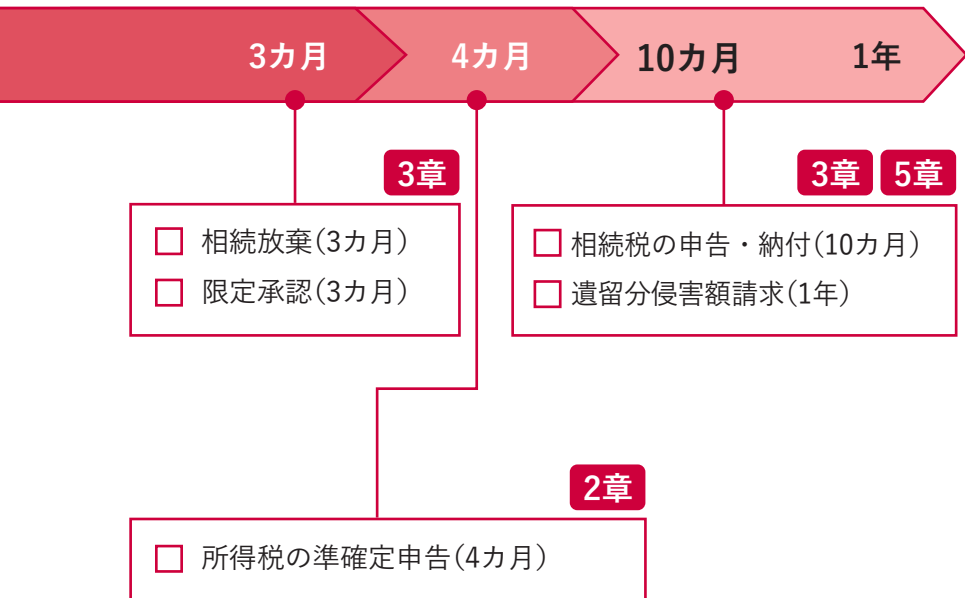 3カ月 4カ月 10カ月 1年
3章
相続放棄(3カ月)
限定承認(3カ月)
3章 5章
相続税の申告・納付(10カ月)
遺留分侵害額請求(1年)
2章
所得税の準確定申告(4カ月)